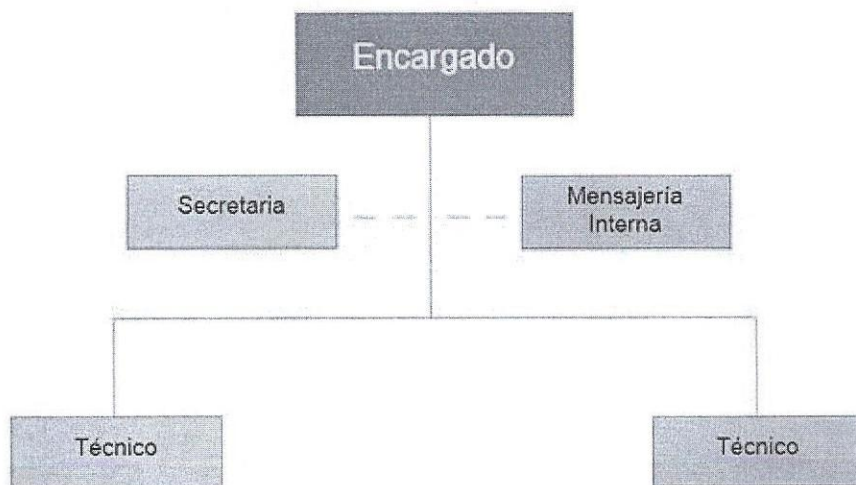 Encargado
Secretaria
Mensajería
Interna
Técnico
Técnico